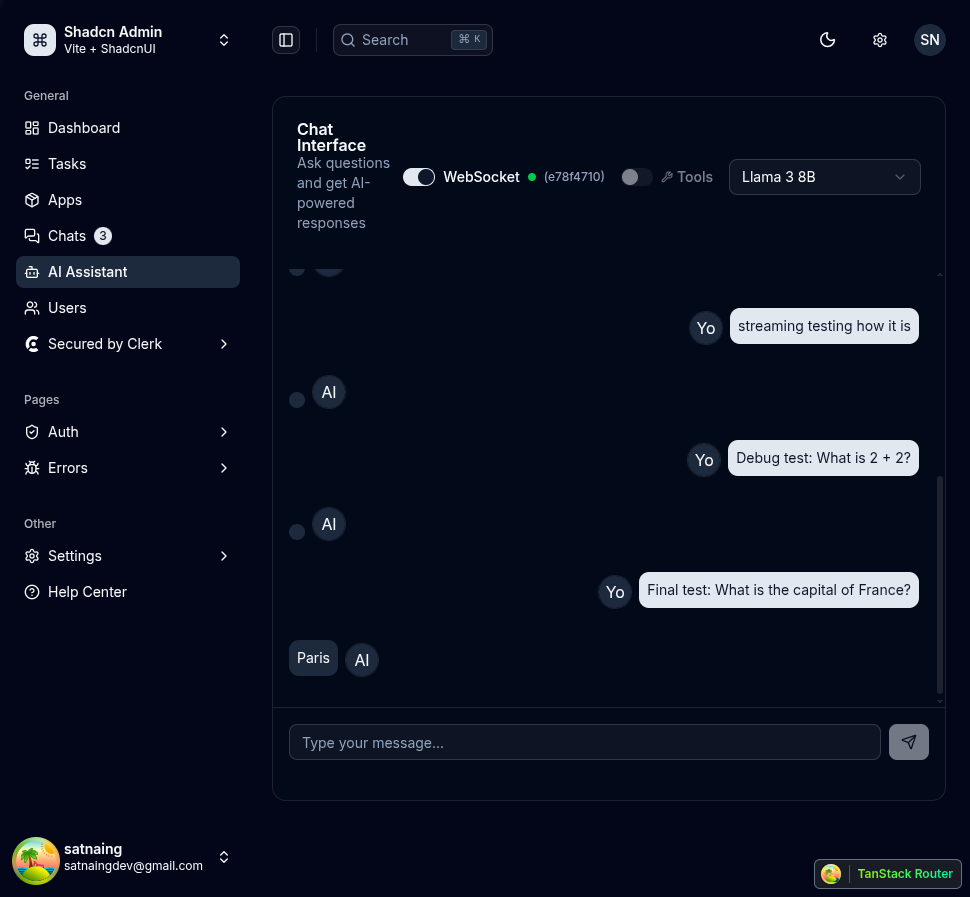 Shadcn Admin
Vite + ShadcnUI
Search
⌘ K
SN
General
Dashboard
Tasks
Apps
Chats 3
AI Assistant
Users
Secured by Clerk
Pages
Auth
Errors
Other
Settings
Help Center
satnaing
satnaingdev@gmail.com
Chat
Interface
Ask questions
and get AI-
powered
responses
WebSocket (e78f4710)
Tools
Llama 3 8B
Yo streaming testing how it is
AI
Yo Debug test: What is 2 + 2?
AI
Yo Final test: What is the capital of France?
Paris AI
Type your message...
TanStack Router